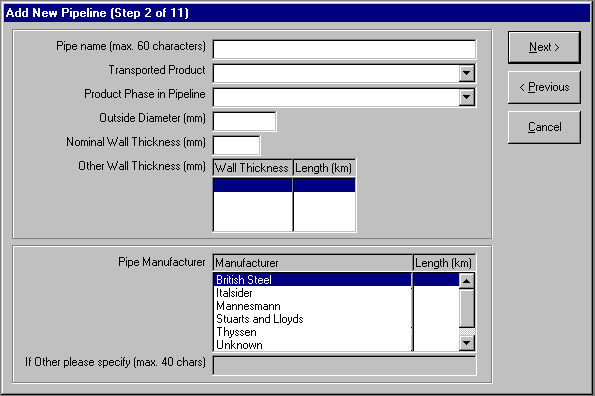 Add New Pipeline (Step 2 of 11)
Pipe name (max. 60 characters)
Next >
Transported Product
< Previous
Product Phase in Pipeline
Outside Diameter (mm)
Cancel
Nominal Wall Thickness (mm)
Other Wall Thickness (mm) Wall Thickness Length (km)
Pipe Manufacturer Manufacturer Length (km)
British Steel
Italsider
Mannesmann
Stuarts and Lloyds
Thyssen
Unknown
If Other please specify (max. 40 chars)